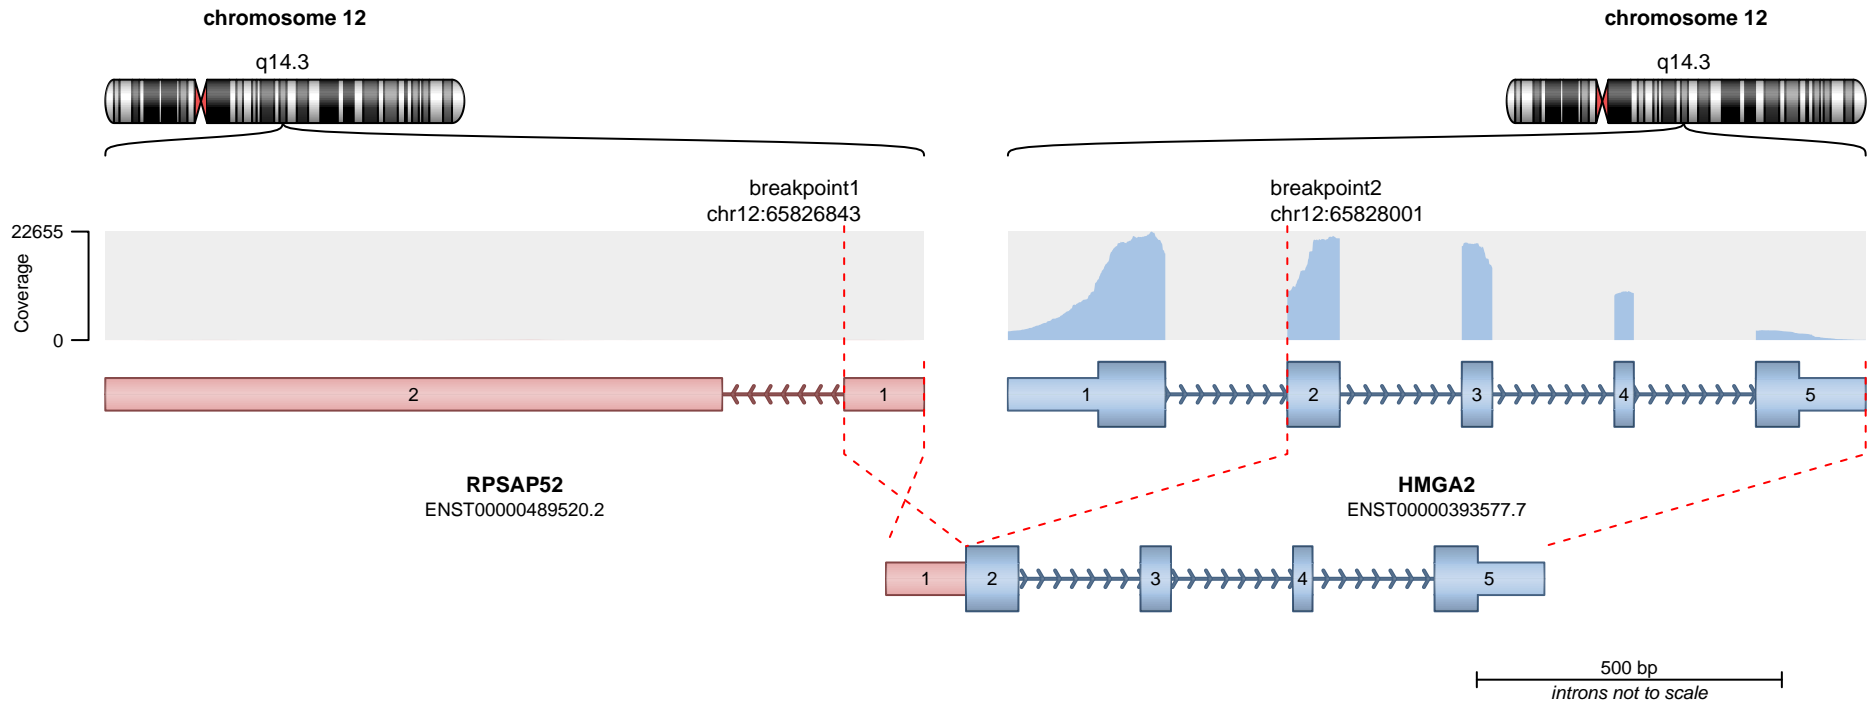 chromosome 12
chromosome 12
q14.3
q14.3
breakpoint1
chr12:65826843
breakpoint2
chr12:65828001
22655
Coverage
0
2
1
1
2
3
4
5
RPSAP52
ENST00000489520.2
HMGA2
ENST00000393577.7
1
2
3
4
5
500 bp
introns not to scale